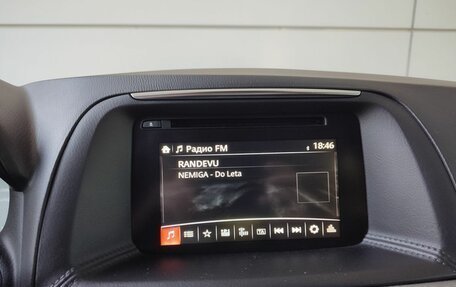 Радио FM
18:46
RANDEVU
NEMIGA - Do Leta